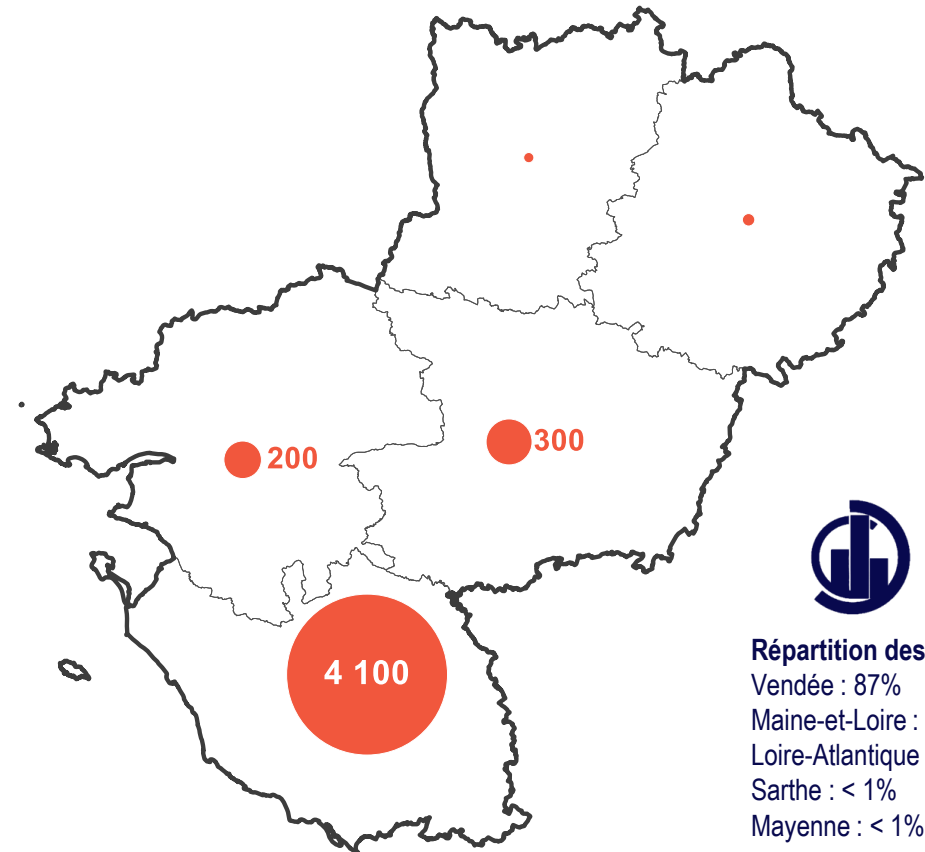 200
300
4 100
Répartition des
Vendée : 87%
Maine-et-Loire :
Loire-Atlantique
Sarthe : < 1%
Mayenne : < 1%